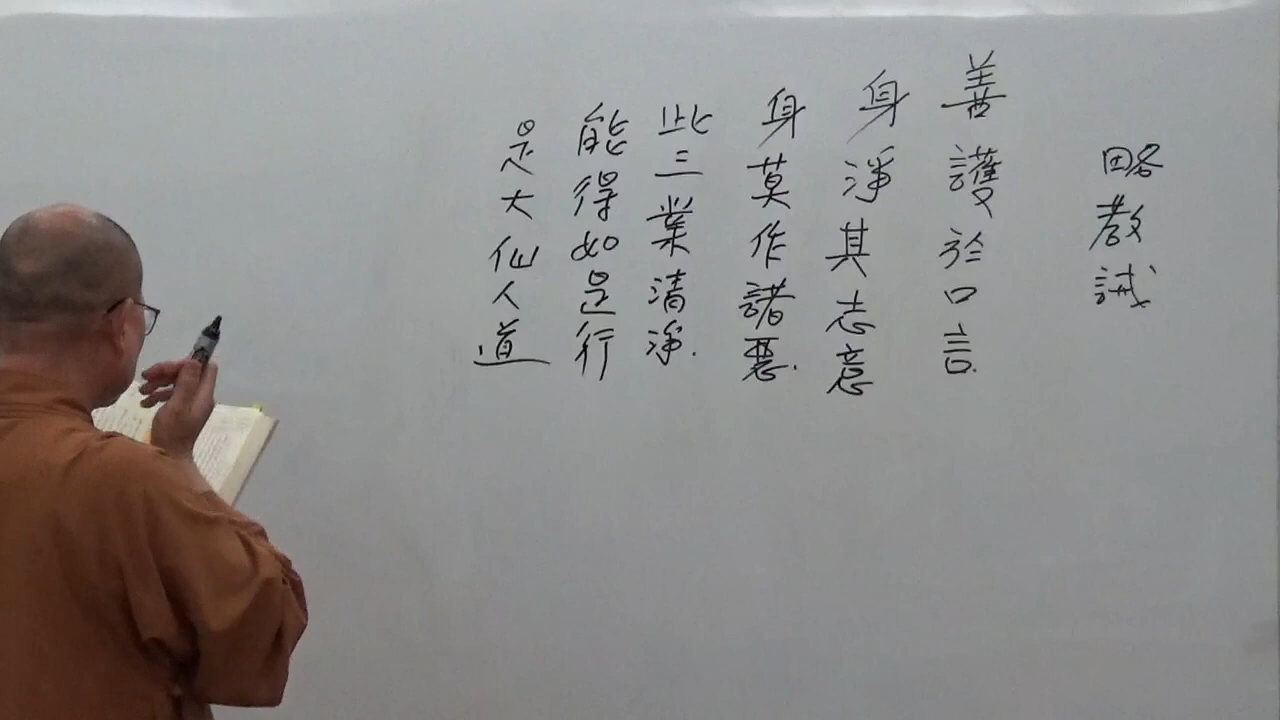 略教誡
善護於口言.
身淨其志意
身莫作諸惡.
此三業清淨.
能得如是行
是大仙人道